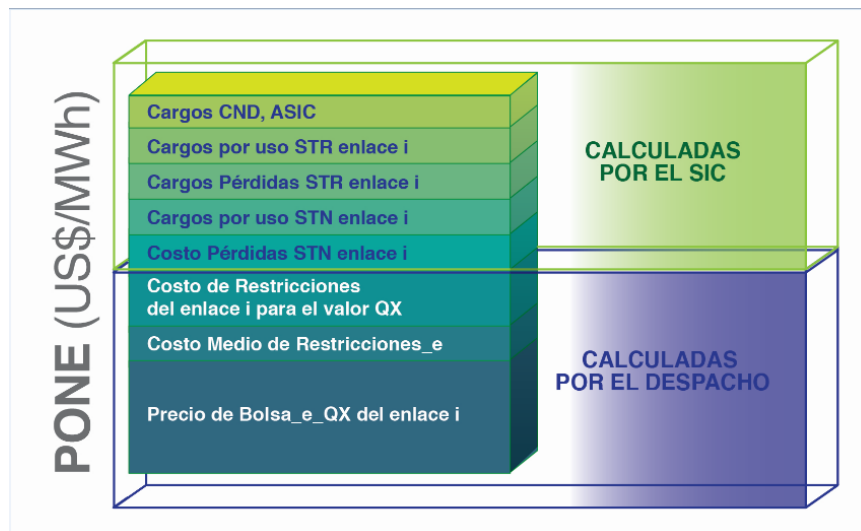 PONE (US$/MWh)
Cargos CND, ASIC
Cargos por uso STR enlace i
Cargos Pérdidas STR enlace i
Cargos por uso STN enlace i
Costo Pérdidas STN enlace i
Costo de Restricciones
del enlace i para el valor QX
Costo Medio de Restricciones_e
Precio de Bolsa_e_QX del enlace i
CALCULADAS
POR EL SIC
CALCULADAS
POR EL DESPACHO